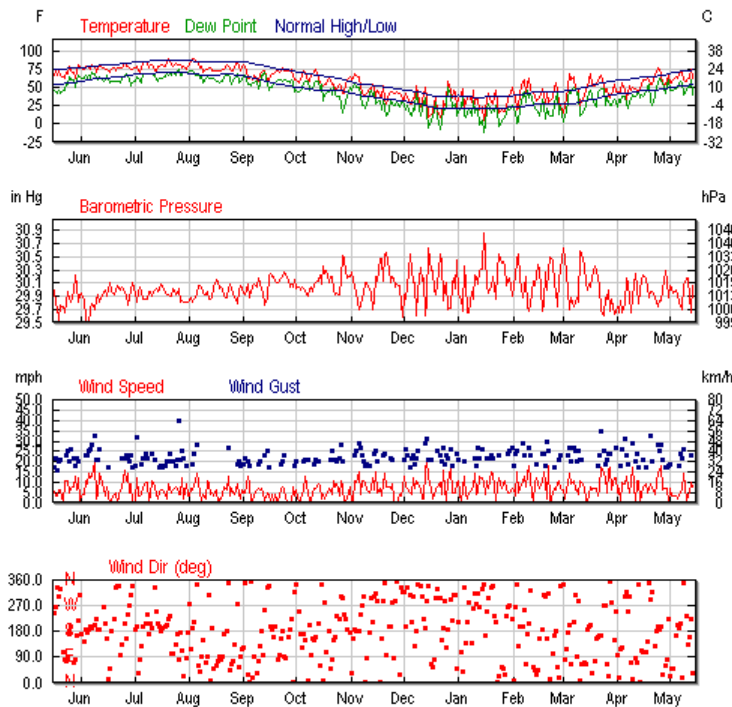 F Temperature Dew Point Normal High/Low C
100 38
75 24
50 10
25 -4
0 -18
-25 -32
Jun Jul Aug Sep Oct Nov Dec Jan Feb Mar Apr May
in Hg Barometric Pressure hPa
30.9
30.7
30.5
30.3
30.1
29.9
29.7
29.5
Jun Jul Aug Sep Oct Nov Dec Jan Feb Mar Apr May
mph Wind Speed Wind Gust km/h
50.0 80
45.0 72
40.0 64
35.0 56
30.0 48
25.0 40
20.0 32
15.0 24
10.0 16
5.0 8
0.0 0
Jun Jul Aug Sep Oct Nov Dec Jan Feb Mar Apr May
Wind Dir (deg)
360.0 N
270.0 W
180.0 S
90.0 E
0.0 N
Jun Jul Aug Sep Oct Nov Dec Jan Feb Mar Apr May